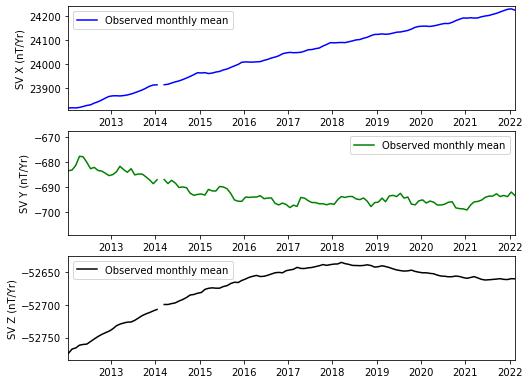 SV X (nT/Yr)
24200
24100
24000
23900
Observed monthly mean
2013 2014 2015 2016 2017 2018 2019 2020 2021 2022
SV Y (nT/Yr)
−670
−680
−690
−700
Observed monthly mean
2013 2014 2015 2016 2017 2018 2019 2020 2021 2022
SV Z (nT/Yr)
−52650
−52700
−52750
Observed monthly mean
2013 2014 2015 2016 2017 2018 2019 2020 2021 2022